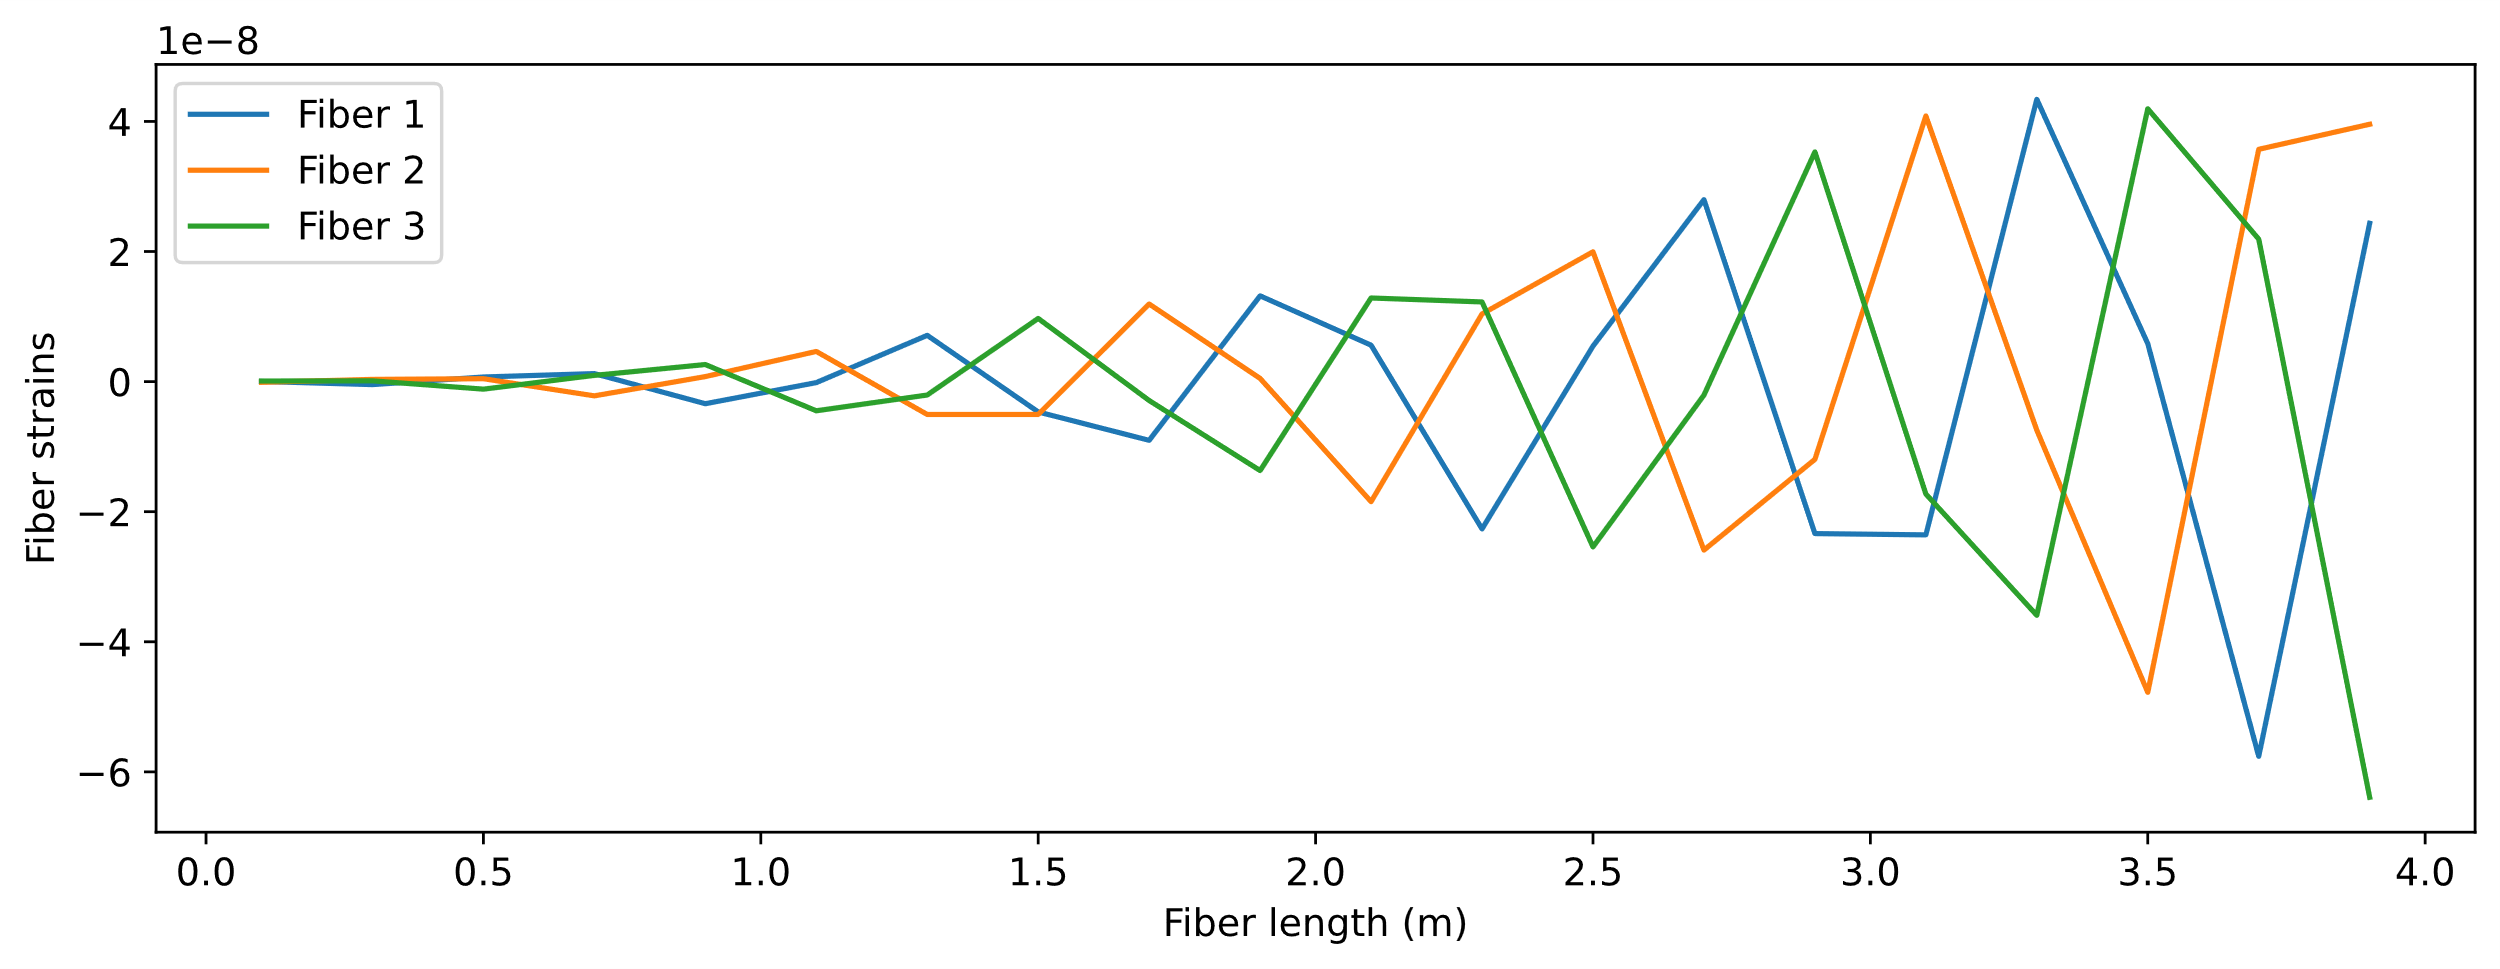 1e−8
Fiber 1
Fiber 2
Fiber 3
4
2
0
−2
−4
−6
Fiber strains
0.0 0.5 1.0 1.5 2.0 2.5 3.0 3.5 4.0
Fiber length (m)